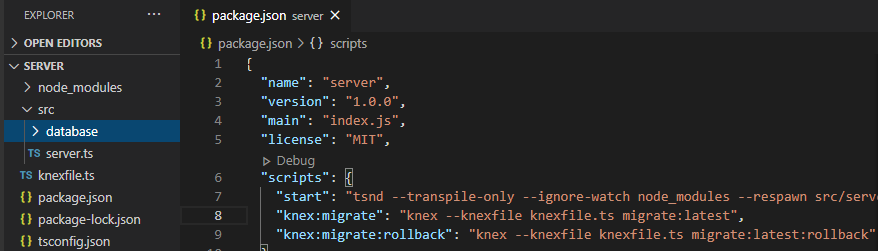 EXPLORER
...
package.json server
OPEN EDITORS
package.json > {} scripts
SERVER
node_modules
src
database
TS server.ts
TS knexfile.ts
{} package.json
{} package-lock.json
{} tsconfig.json
1 {
2 "name": "server",
3 "version": "1.0.0",
4 "main": "index.js",
5 "license": "MIT",
Debug
6 "scripts": {
7 "start": "tsnd --transpile-only --ignore-watch node_modules --respawn src/serve
8 "knex:migrate": "knex --knexfile knexfile.ts migrate:latest",
9 "knex:migrate:rollback": "knex --knexfile knexfile.ts migrate:latest:rollback"